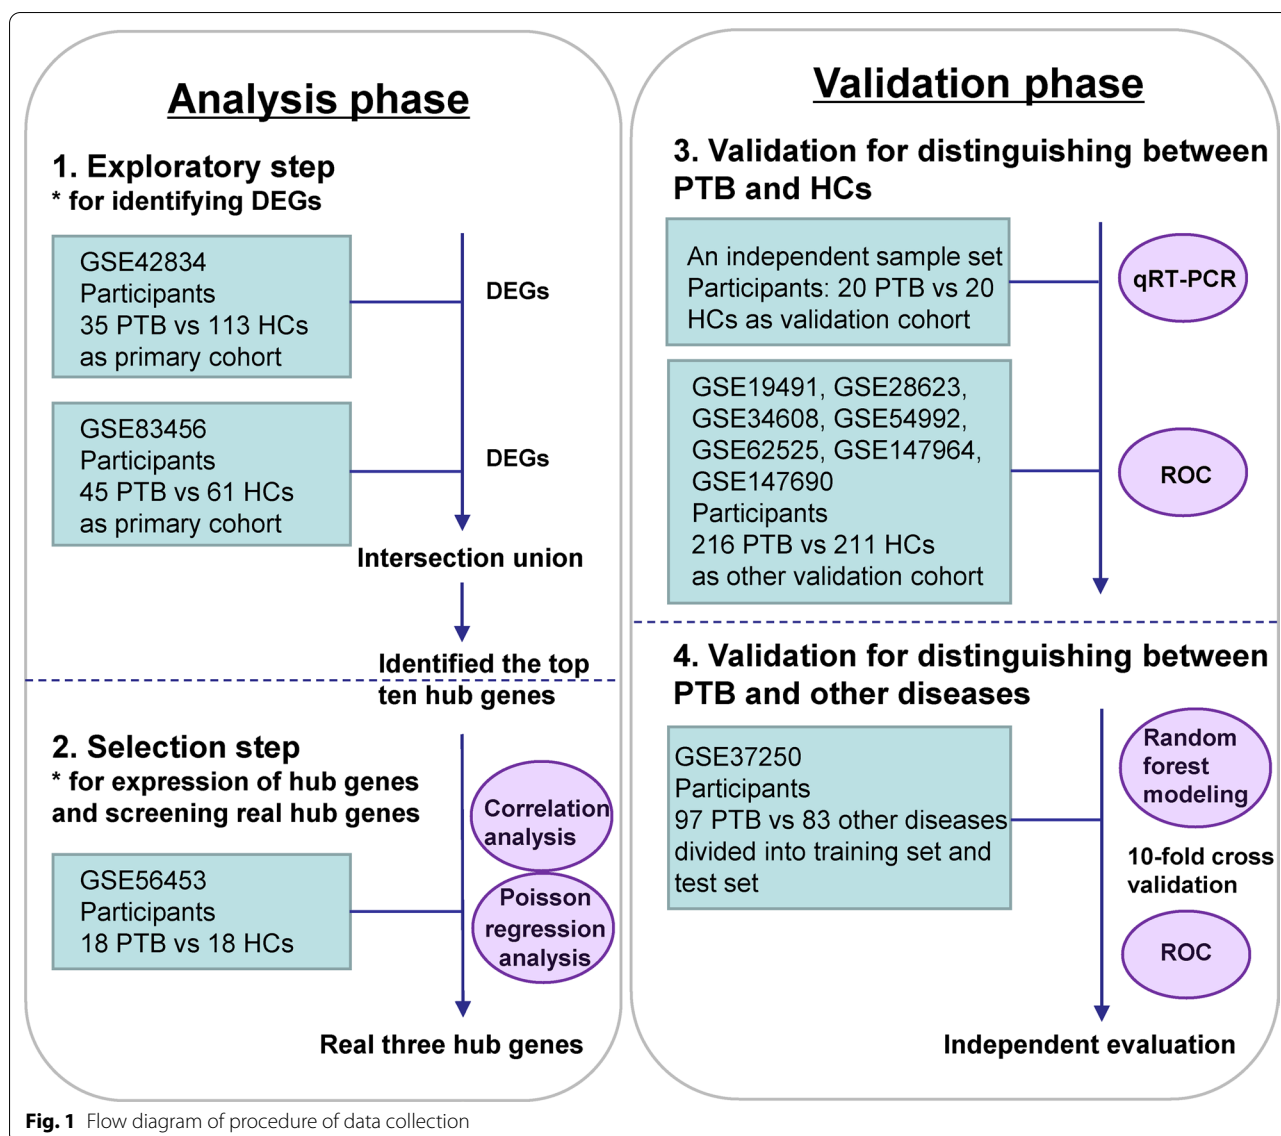 Analysis phase
1. Exploratory step
* for identifying DEGs
GSE42834
Participants
35 PTB vs 113 HCs
as primary cohort
DEGs
GSE83456
Participants
45 PTB vs 61 HCs
as primary cohort
DEGs
Intersection union
Identified the top
ten hub genes
2. Selection step
* for expression of hub genes
and screening real hub genes
GSE56453
Participants
18 PTB vs 18 HCs
Correlation
analysis
Poisson
regression
analysis
Real three hub genes
Validation phase
3. Validation for distinguishing between
PTB and HCs
An independent sample set
Participants: 20 PTB vs 20
HCs as validation cohort
qRT-PCR
GSE19491, GSE28623,
GSE34608, GSE54992,
GSE62525, GSE147964,
GSE147690
Participants
216 PTB vs 211 HCs
as other validation cohort
ROC
4. Validation for distinguishing between
PTB and other diseases
GSE37250
Participants
97 PTB vs 83 other diseases
divided into training set and
test set
Random
forest
modeling
10-fold cross
validation
ROC
Independent evaluation
Fig. 1 Flow diagram of procedure of data collection